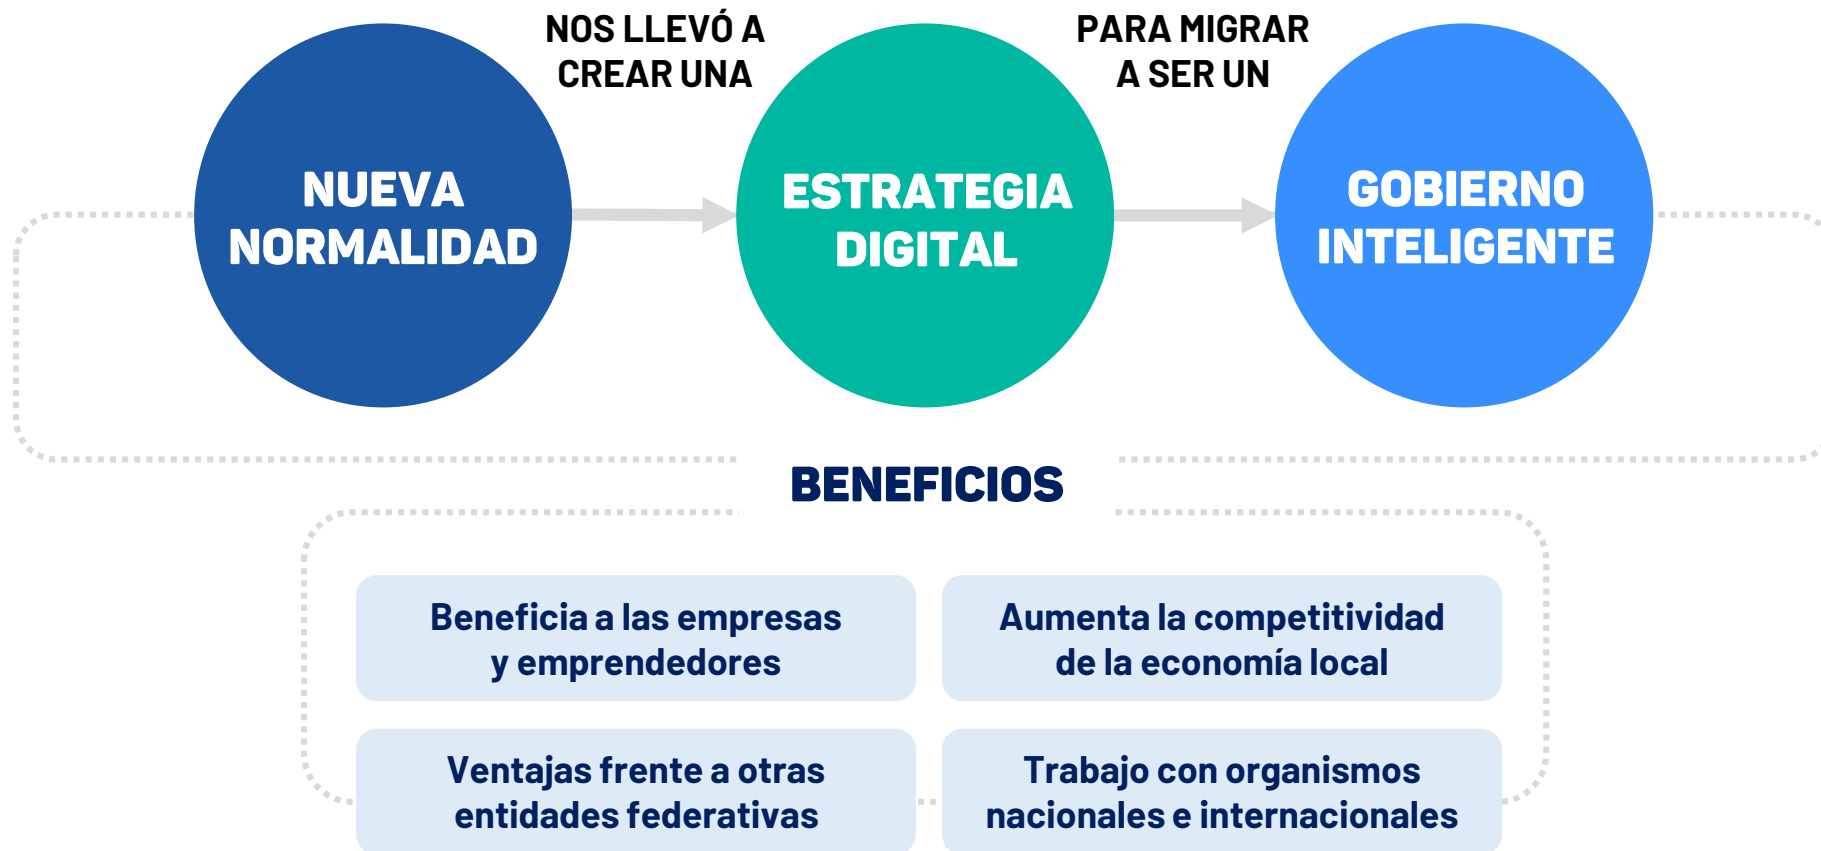 NOS LLEVÓ A
CREAR UNA
PARA MIGRAR
A SER UN
NUEVA
NORMALIDAD
ESTRATEGIA
DIGITAL
GOBIERNO
INTELIGENTE
BENEFICIOS
Beneficia a las empresas
y emprendedores
Aumenta la competitividad
de la economía local
Ventajas frente a otras
entidades federativas
Trabajo con organismos
nacionales e internacionales